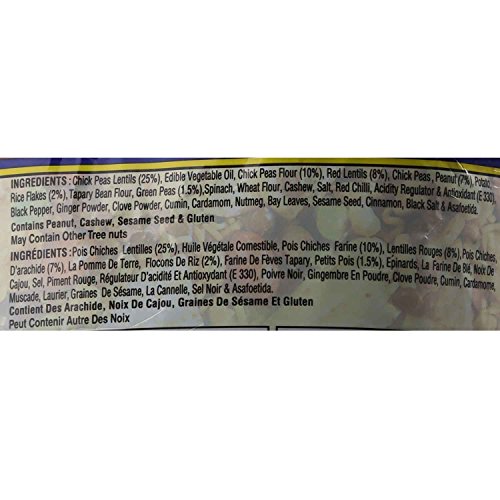 INGREDIENTS : Chick Peas Lentils (25%), Edible Vegetable Oil, Chick Peas Flour (10%), Red Lentils (8%), Chick Peas , Peanut (7%), Potato,
Rice Flakes (2%), Tapary Bean Flour, Green Peas (1.5%),Spinach, Wheat Flour, Cashew, Salt, Red Chilli, Acidity Regulator & Antioxidant (E 330),
Black Pepper, Ginger Powder, Clove Powder, Cumin, Cardamom, Nutmeg, Bay Leaves, Sesame Seed, Cinnamon, Black Salt & Asafoetida.
Contains Peanut, Cashew, Sesame Seed & Gluten
May Contain Other Tree nuts
INGRÉDIENTS : Pois Chiches Lentilles (25%), Huile Végétale Comestible, Pois Chiches Farine (10%), Lentilles Rouges (8%), Pois Chiches,
D'arachide (7%), La Pomme De Terre, Flocons De Riz (2%), Farine De Fèves Tapary, Petits Pois (1.5%), Epinards, La Farine De Blé, Noix De
Cajou, Sel, Piment Rouge, Régulateur D'acidité Et Antioxydant (E 330), Poivre Noir, Gingembre En Poudre, Clove Poudre, Cumin, Cardamome,
Muscade, Laurier, Graines De Sésame, La Cannelle, Sel Noir & Asafoetida.
Contient Des Arachide, Noix De Cajou, Graines De Sésame Et Gluten
Peut Contenir Autre Des Noix